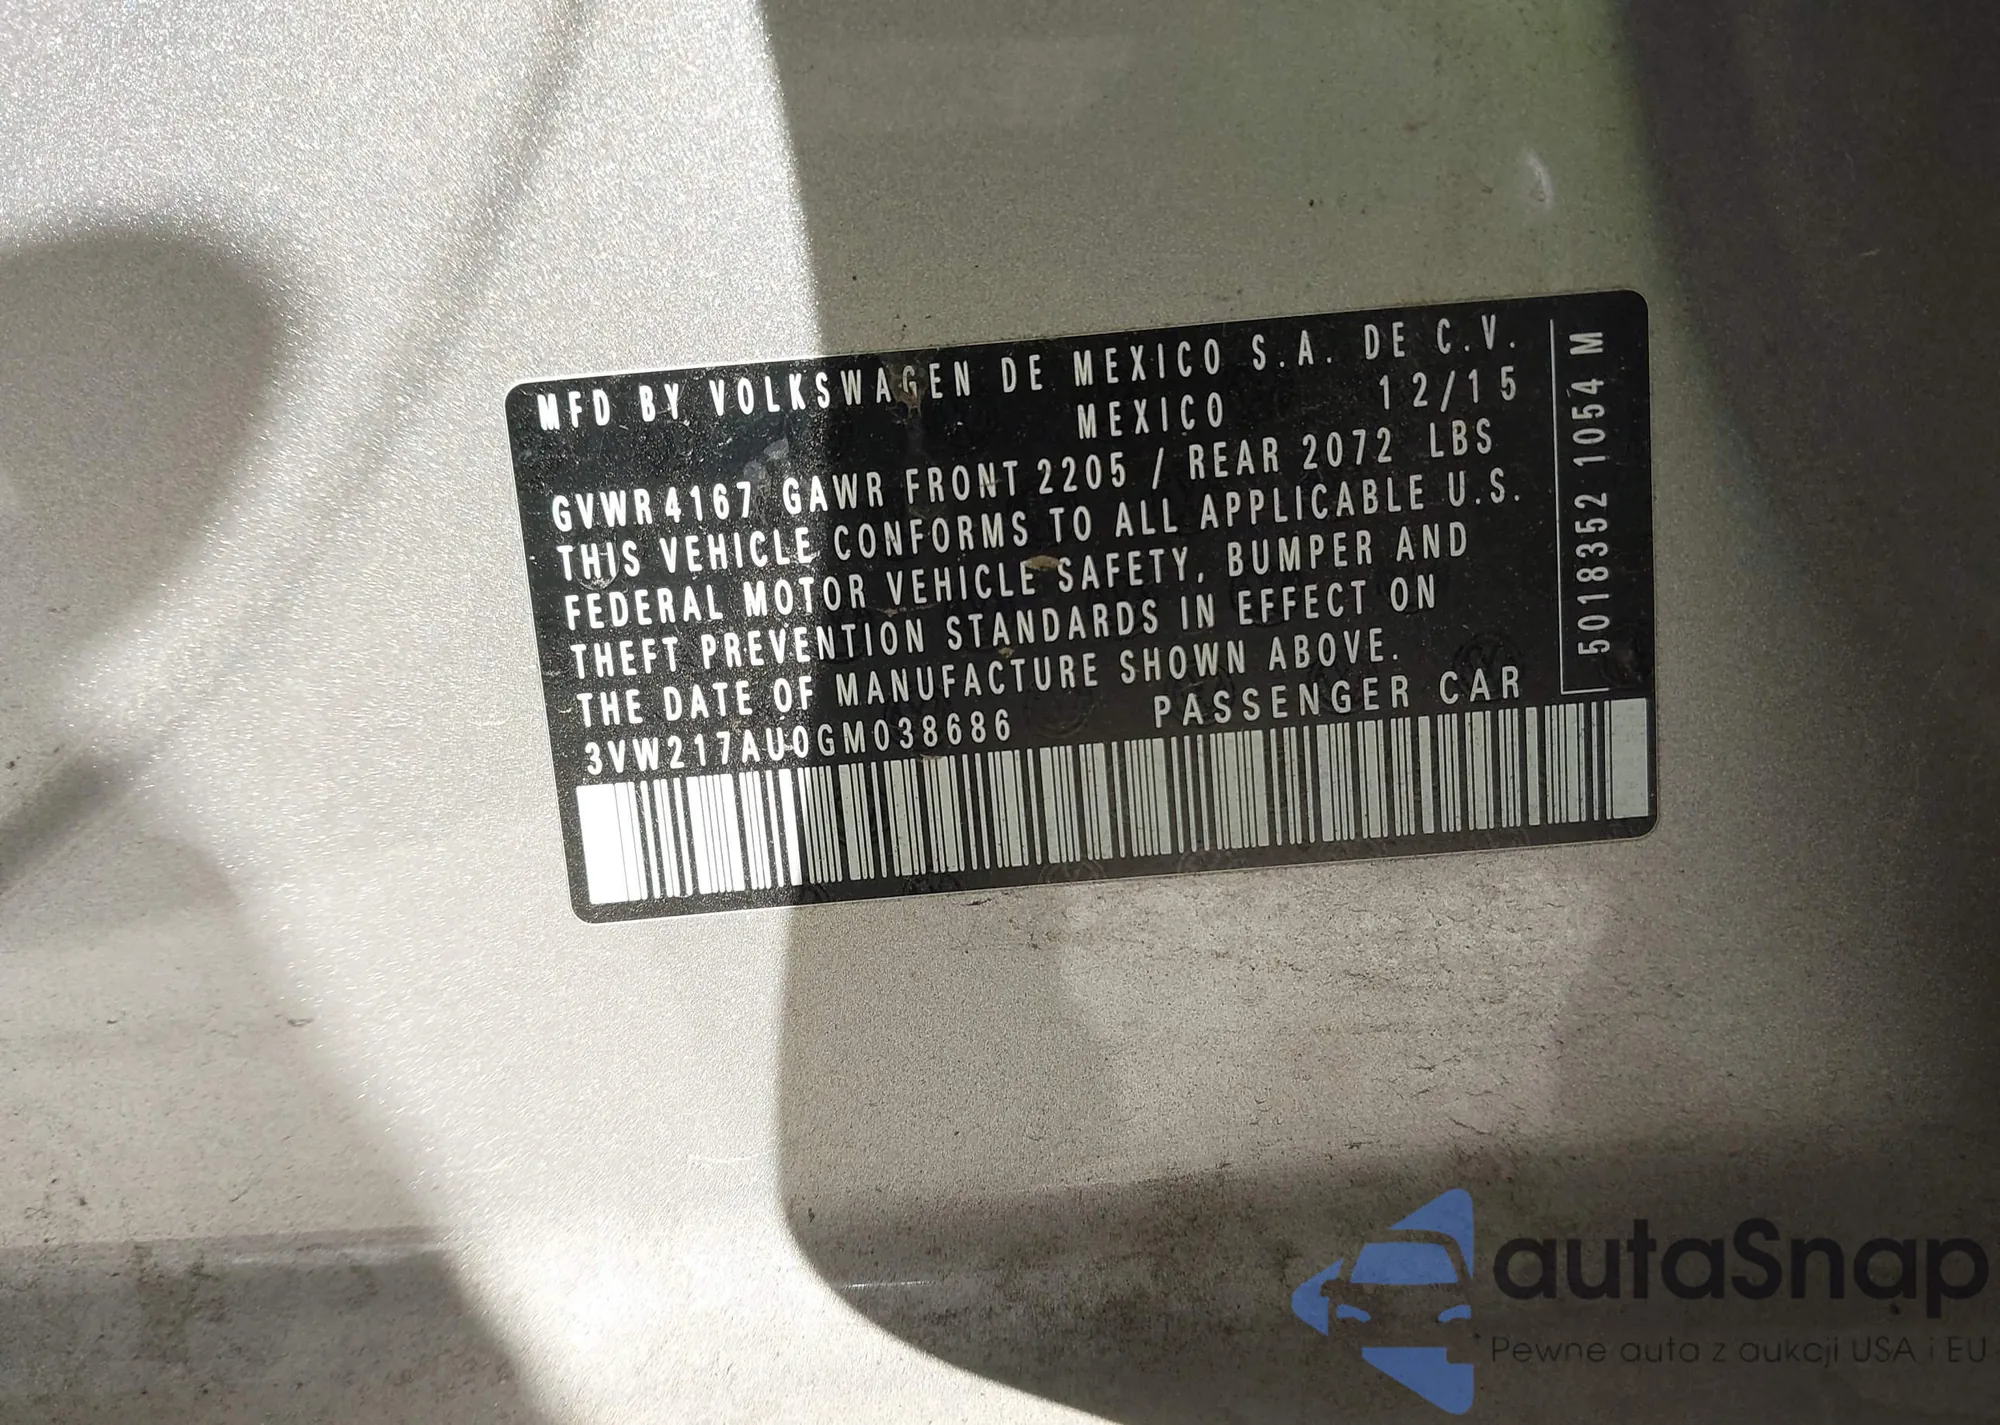 MFD BY VOLKSWAGEN DE MEXICO S.A. DE C.V.
MEXICO 12/15
GVWR 4167 GAWR FRONT 2205 / REAR 2072 LBS
THIS VEHICLE CONFORMS TO ALL APPLICABLE U.S.
FEDERAL MOTOR VEHICLE SAFETY, BUMPER AND
THEFT PREVENTION STANDARDS IN EFFECT ON
THE DATE OF MANUFACTURE SHOWN ABOVE.
3VW217AU0GM038686 PASSENGER CAR
5018352 1054 M
autaSnap
Pewne auta z aukcji USA i EU